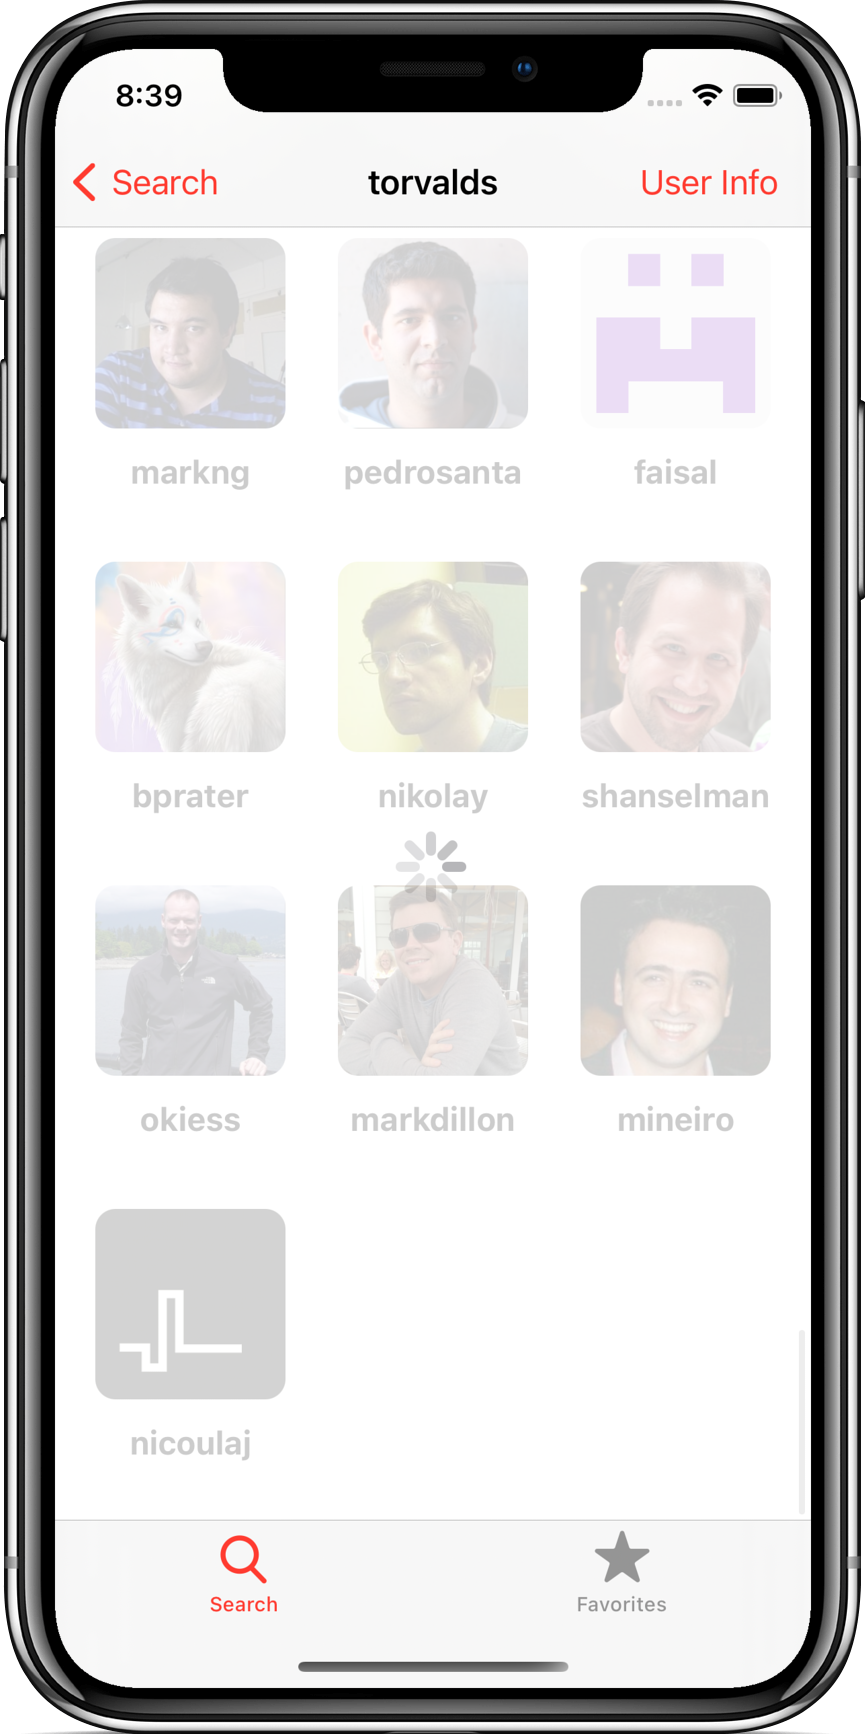 8:39
Search torvalds User Info
markng pedrosanta faisal
bprater nikolay shanselman
okiess markdillon mineiro
nicoulaj
Search Favorites